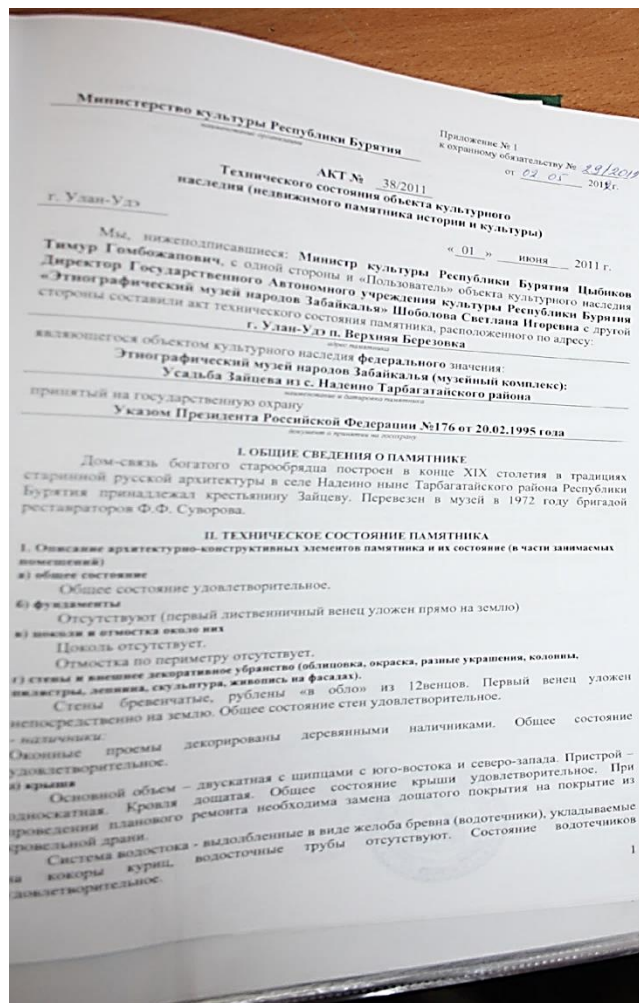 Министерство культуры Республики Бурятия
наименование организации
Приложение № 1
к охранному обязательству № 29/2012
от 02 05 2012г.
АКТ № 38/2011
Технического состояния объекта культурного
наследия (недвижимого памятника истории и культуры)
г. Улан-Удэ
« 01 » июня 2011 г.
Мы, нижеподписавшиеся: Министр культуры Республики Бурятия Цыбиков
Тимур Гомбожапович, с одной стороны и «Пользователь» объекта культурного наследия
Директор Государственного Автономного учреждения культуры Республики Бурятия
«Этнографический музей народов Забайкалья» Шоболова Светлана Игоревна с другой
стороны составили акт технического состояния памятника, расположенного по адресу:
г. Улан-Удэ п. Верхняя Березовка
адрес памятника
являющегося объектом культурного наследия федерального значения:
Этнографический музей народов Забайкалья (музейный комплекс):
Усадьба Зайцева из с. Надеино Тарбагатайского района
наименование и датировка памятника
принятый на государственную охрану
Указом Президента Российской Федерации №176 от 20.02.1995 года
документ о принятии на госохрану
I. ОБЩИЕ СВЕДЕНИЯ О ПАМЯТНИКЕ
Дом-связь богатого старообрядца построен в конце XIX столетия в традициях
старинной русской архитектуры в селе Надеино ныне Тарбагатайского района Республики
Бурятия принадлежал крестьянину Зайцеву. Перевезен в музей в 1972 году бригадой
реставраторов Ф.Ф. Суворова.
II. ТЕХНИЧЕСКОЕ СОСТОЯНИЕ ПАМЯТНИКА
1. Описание архитектурно-конструктивных элементов памятника и их состояние (в части занимаемых
помещений)
а) общее состояние
Общее состояние удовлетворительное.
б) фундаменты
Отсутствуют (первый лиственничный венец уложен прямо на землю)
в) цоколи и отмостка около них
Цоколь отсутствует.
Отмостка по периметру отсутствует.
г) стены и внешнее декоративное убранство (облицовка, окраска, разные украшения, колонны,
пилястры, лепнина, скульптура, живопись на фасадах).
Стены бревенчатые, рублены «в обло» из 12венцов. Первый венец уложен
непосредственно на землю. Общее состояние стен удовлетворительное.
- наличники:
Оконные проемы декорированы деревянными наличниками. Общее состояние
удовлетворительное.
д) крыша
Основной объем – двускатная с щипцами с юго-востока и северо-запада. Пристрой –
односкатная. Кровля дощатая. Общее состояние крыши удовлетворительное. При
проведении планового ремонта необходима замена дощатого покрытия на покрытие из
кровельной драни.
Система водостока - выдолбленные в виде желоба бревна (водотечники), укладываемые
на кокоры куриц, водосточные трубы отсутствуют. Состояние водотечников
удовлетворительное.
1